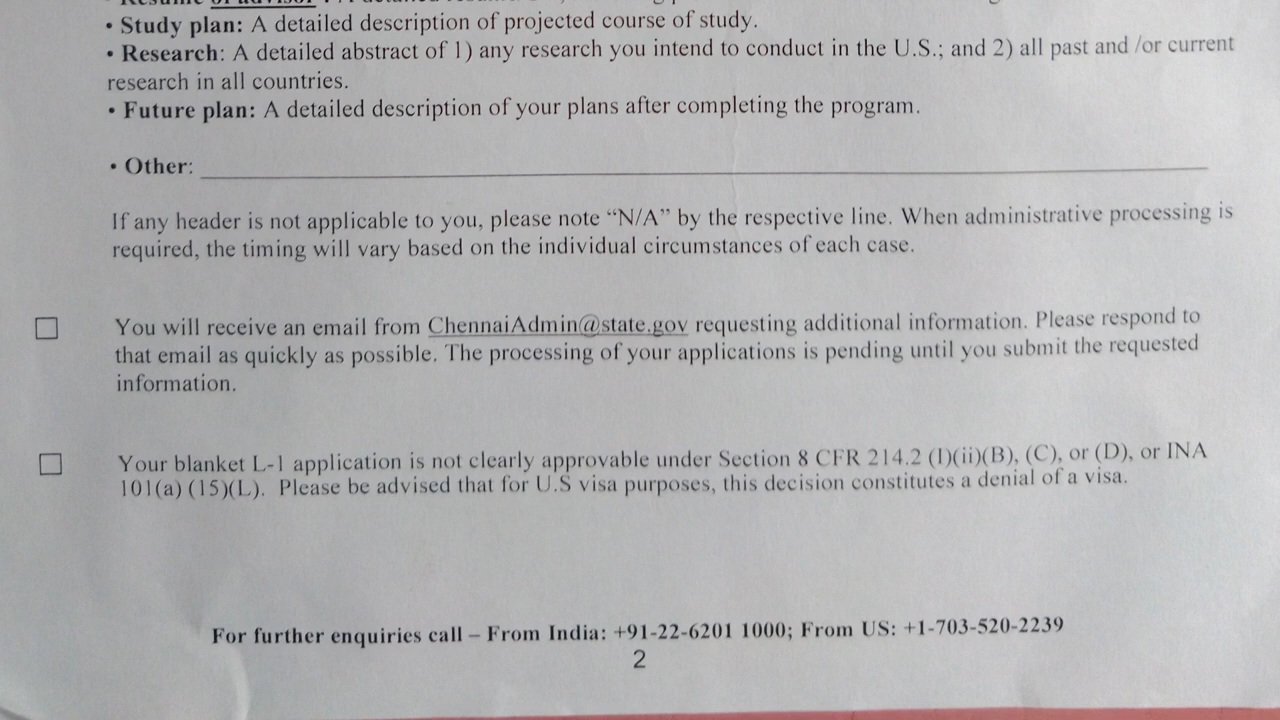 • Study plan: A detailed description of projected course of study.
• Research: A detailed abstract of 1) any research you intend to conduct in the U.S.; and 2) all past and /or current
research in all countries.
• Future plan: A detailed description of your plans after completing the program.
• Other:
If any header is not applicable to you, please note “N/A” by the respective line. When administrative processing is
required, the timing will vary based on the individual circumstances of each case.
You will receive an email from ChennaiAdmin@state.gov requesting additional information. Please respond to
that email as quickly as possible. The processing of your applications is pending until you submit the requested
information.
Your blanket L-1 application is not clearly approvable under Section 8 CFR 214.2 (l)(ii)(B), (C), or (D), or INA
101(a) (15)(L). Please be advised that for U.S visa purposes, this decision constitutes a denial of a visa.
For further enquiries call – From India: +91-22-6201 1000; From US: +1-703-520-2239
2